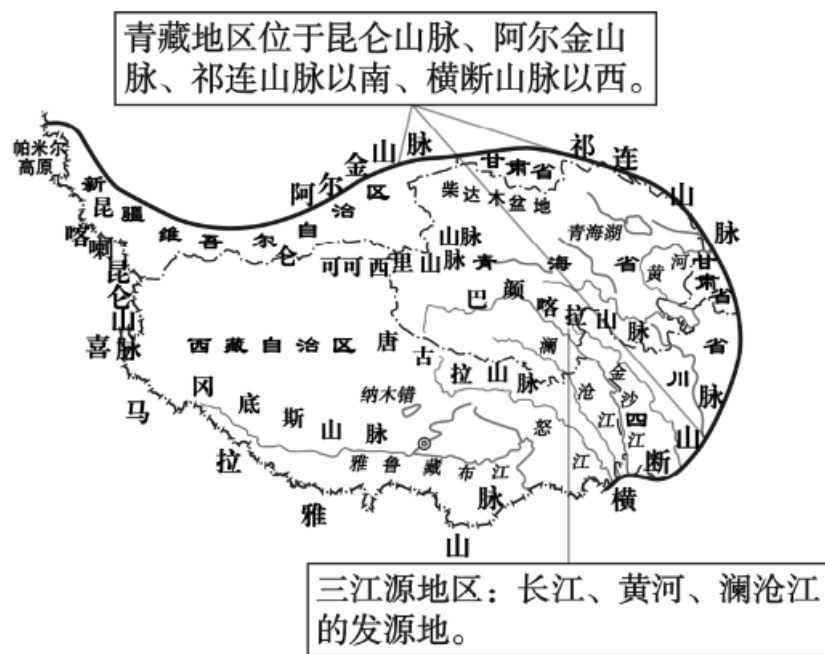 青藏地区位于昆仑山脉、阿尔金山
脉、祁连山脉以南、横断山脉以西。
帕米尔
高原
阿尔金山脉
祁连山脉
甘肃省
新疆维吾尔自治区
柴达木盆地
青海湖
昆仑山脉
喀喇昆仑山脉
可可西里山脉
青海省
黄河
甘肃省
巴颜喀拉山脉
西藏自治区
唐古拉山脉
澜沧江
金沙江
四川省
纳木错
冈底斯山脉
怒江
雅鲁藏布江
喜马拉雅山脉
横断山脉
三江源地区：长江、黄河、澜沧江
的发源地。